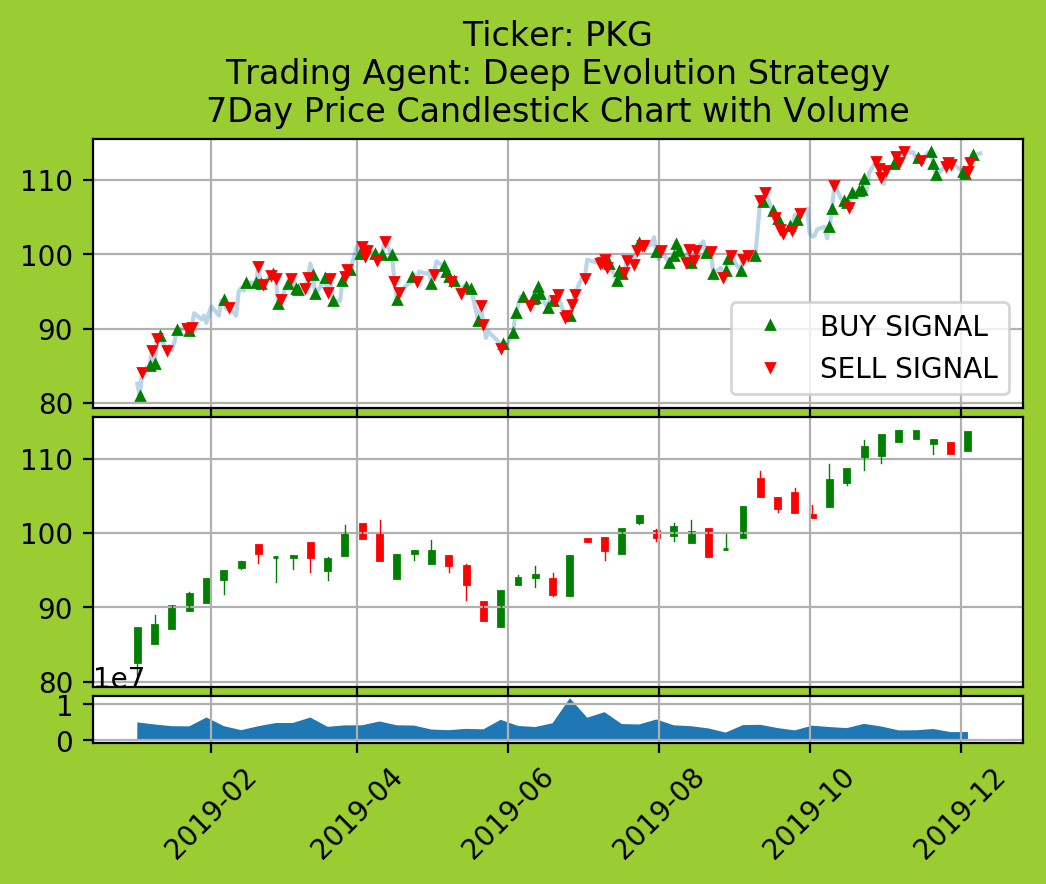 Ticker: PKG
Trading Agent: Deep Evolution Strategy
7Day Price Candlestick Chart with Volume
110
100
90
80
BUY SIGNAL
SELL SIGNAL
110
100
90
80
1e7
1
0
2019-02
2019-04
2019-06
2019-08
2019-10
2019-12